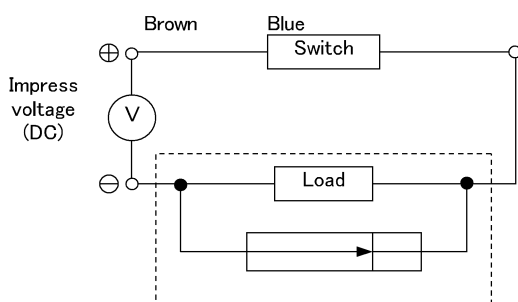 Brown Blue
⊕
Switch
Impress
voltage
(DC)
V
⊖
Load